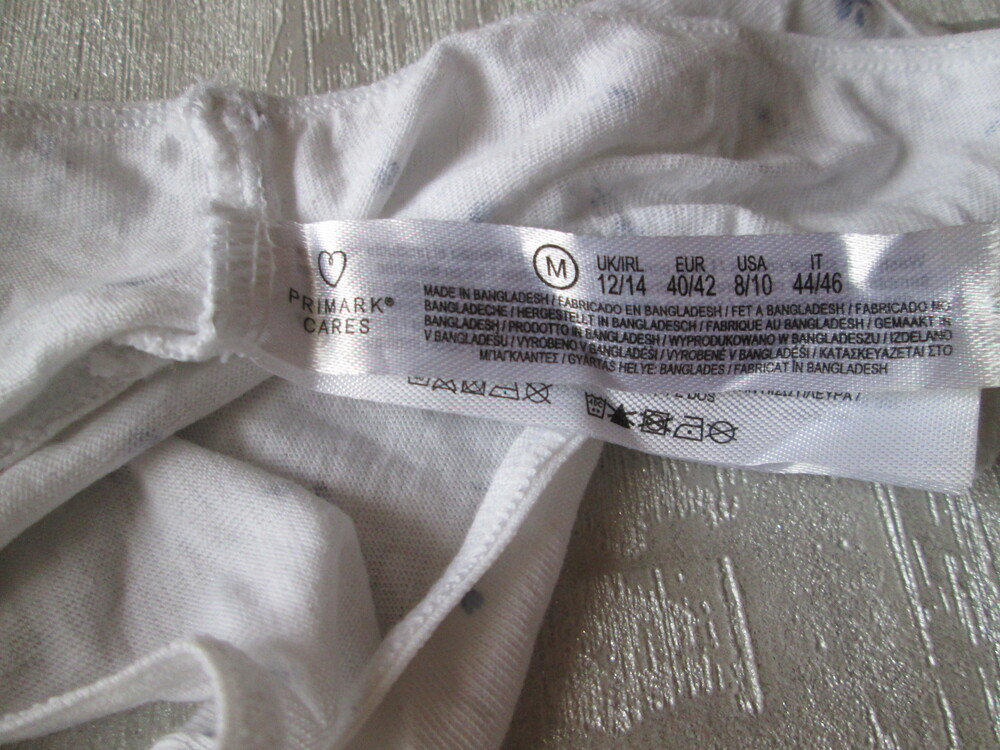 PRIMARK®
CARES
M
UK/IRL EUR USA IT
12/14 40/42 8/10 44/46
MADE IN BANGLADESH / FABRICADO EN BANGLADESH / FET A BANGLADESH / FABRICADO NO
BANGLADECHE / HERGESTELLT IN BANGLADESCH / FABRIQUE AU BANGLADESH / GEMAAKT IN
BANGLADESH / PRODOTTO IN BANGLADESH / WYPRODUKOWANO W BANGLADESZU / IZDELANO
V BANGLADEŠU / VYROBENO V BANGLADÉŠI / VYROBENÉ V BANGLADÉŠI / ΚΑΤΑΣΚΕΥΑΖΕΤΑΙ ΣΤΟ
ΜΠΑΓΚΛΑΝΤΕΣ / GYÁRTÁS HELYE: BANGLADES / FABRICAT ÎN BANGLADESH
DOS